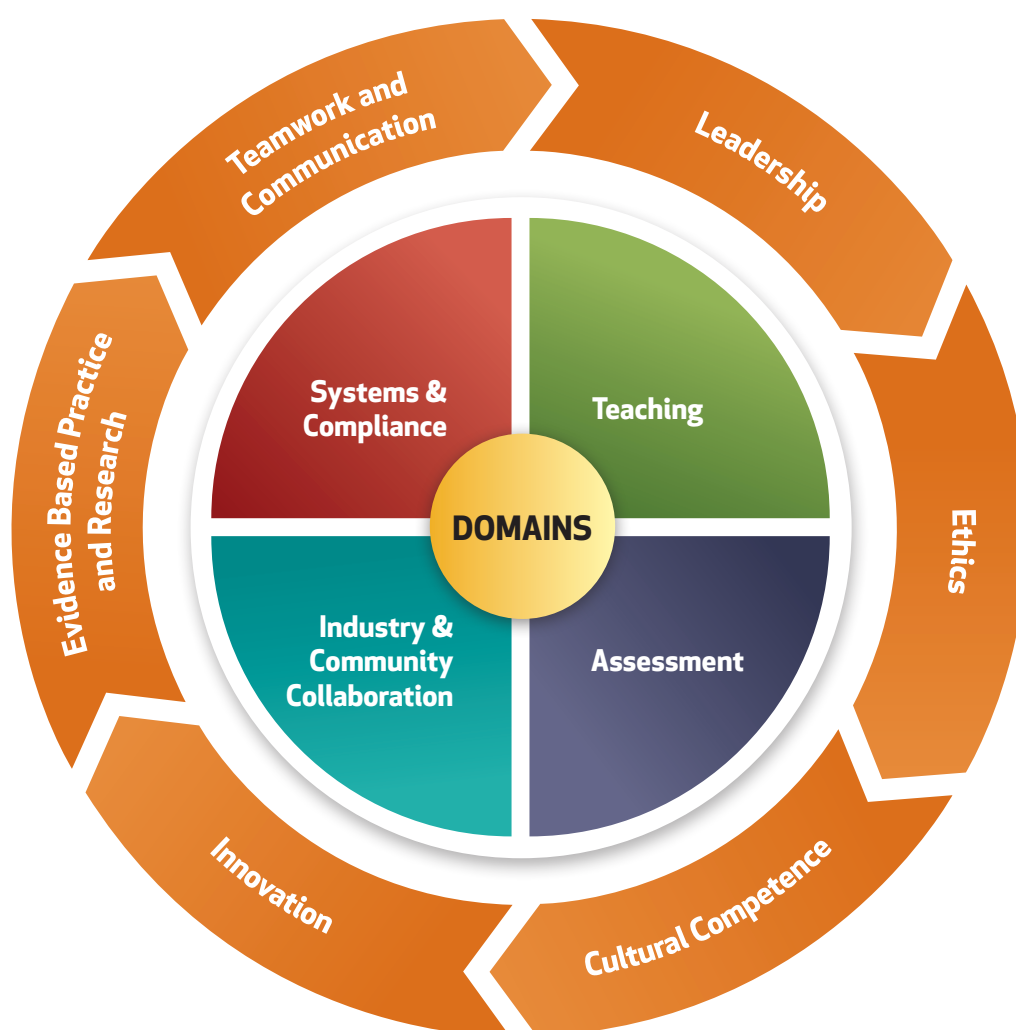 Teamwork and
Communication
Leadership
Ethics
Cultural Competence
Innovation
Evidence Based Practice
and Research
Systems &
Compliance
Teaching
DOMAINS
Industry &
Community
Collaboration
Assessment